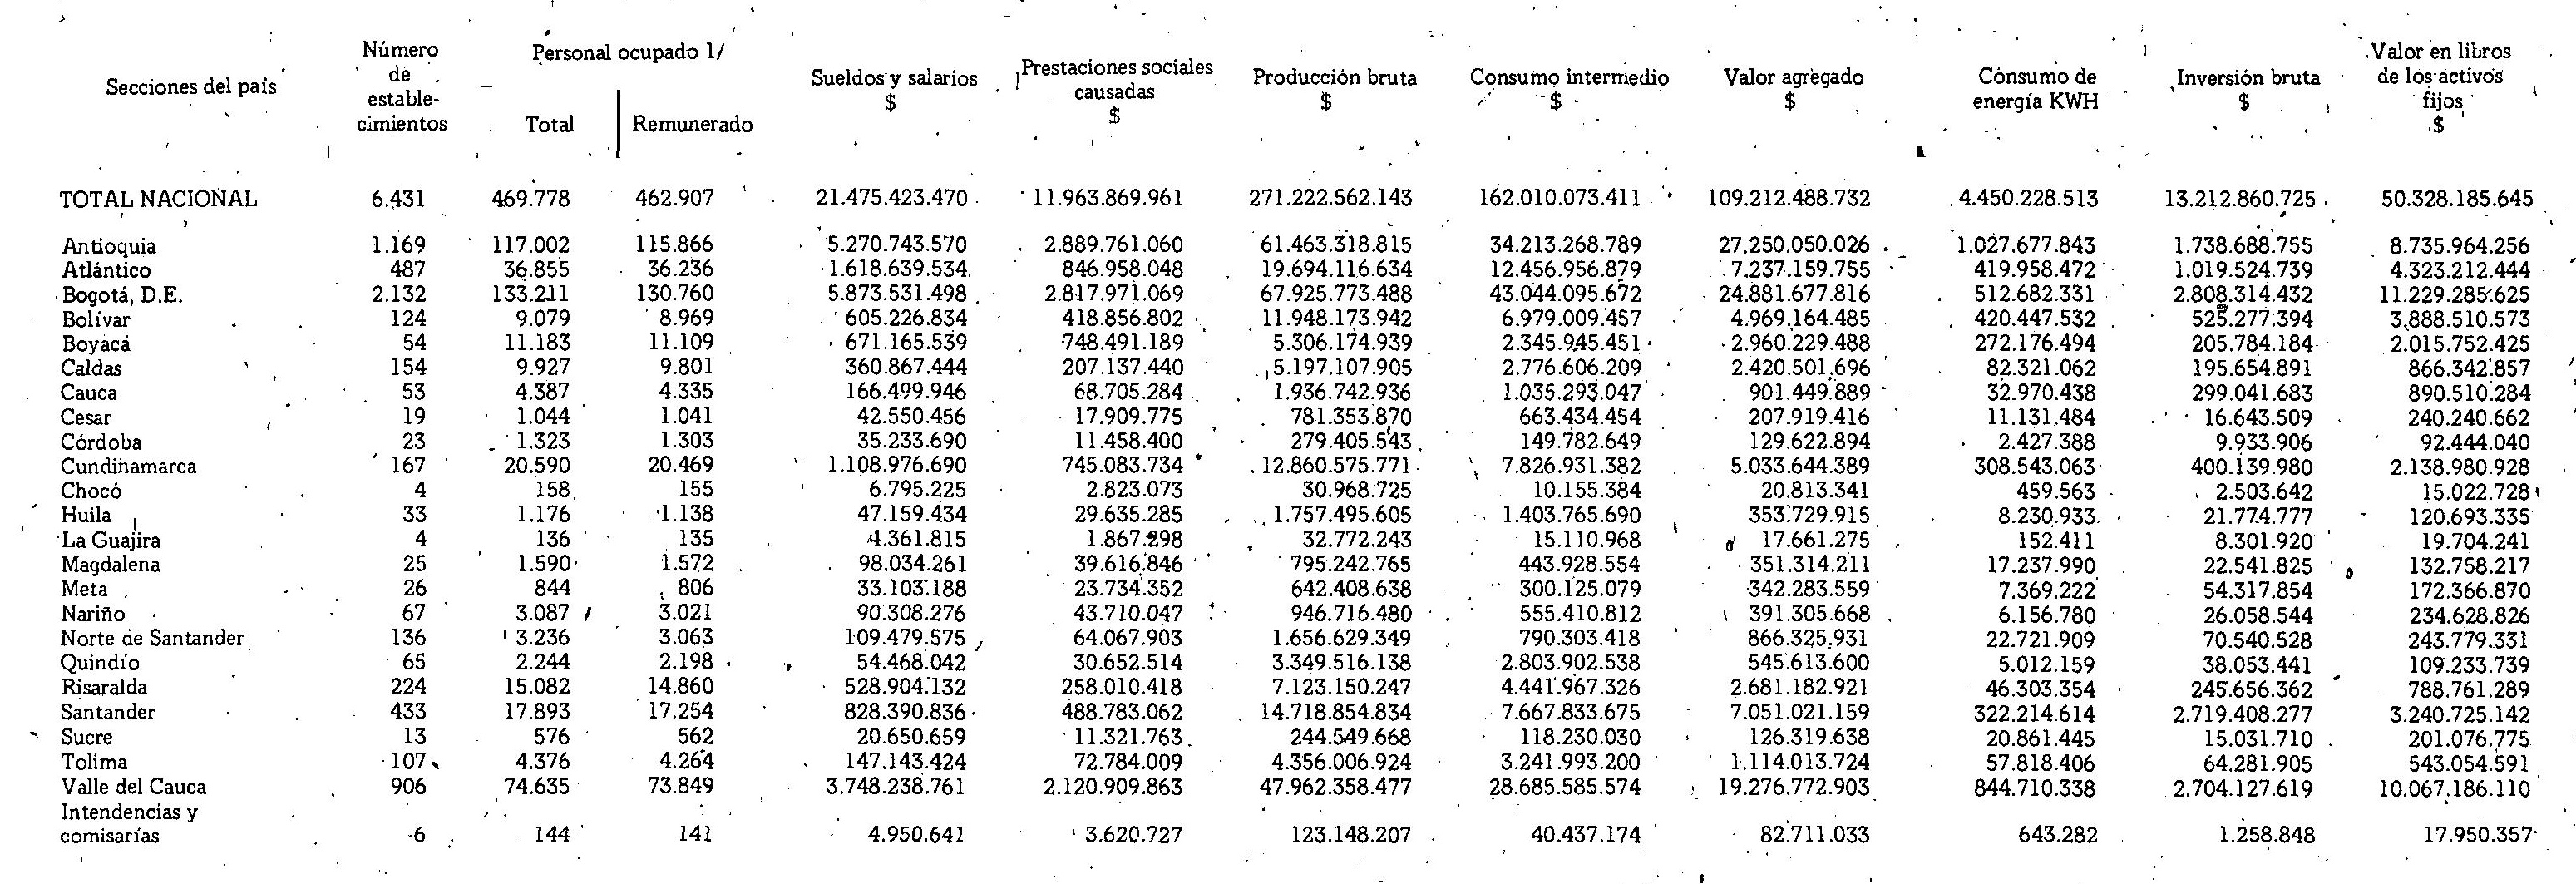 Secciones del país Número de estable-cimientos Personal ocupado 1/ Total Remunerado Sueldos y salarios $ Prestaciones sociales causadas $ Producción bruta $ Consumo intermedio $ Valor agregado $ Consumo de energía KWH Inversión bruta $ Valor en libros de los activos fijos $
TOTAL NACIONAL 6.431 469.778 462.907 21.475.423.470 11.963.869.961 271.222.562.143 162.010.073.411 109.212.488.732 4.450.228.513 13.212.860.725 50.328.185.645
Antioquia 1.169 117.002 115.866 5.270.743.570 2.889.761.060 61.463.318.815 34.213.268.789 27.250.050.026 1.027.677.843 1.738.688.755 8.735.964.256
Atlántico 487 36.855 36.236 1.618.639.534 846.958.048 19.694.116.634 12.456.956.879 7.237.159.755 419.958.472 1.019.524.739 4.323.212.444
Bogotá, D.E. 2.132 133.211 130.760 5.873.531.498 2.817.971.069 67.925.773.488 43.044.095.672 24.881.677.816 512.682.331 2.808.314.432 11.229.285.625
Bolívar 124 9.079 8.969 605.226.834 418.856.802 11.948.173.942 6.979.009.457 4.969.164.485 420.447.532 525.277.394 3.888.510.573
Boyacá 54 11.183 11.109 671.165.539 748.491.189 5.306.174.939 2.345.945.451 2.960.229.488 272.176.494 205.784.184 2.015.752.425
Caldas 154 9.927 9.801 360.867.444 207.137.440 5.197.107.905 2.776.606.209 2.420.501.696 82.321.062 195.654.891 866.342.857
Cauca 53 4.387 4.335 166.499.946 68.705.284 1.936.742.936 1.035.293.047 901.449.889 32.970.438 299.041.683 890.510.284
Cesar 19 1.044 1.041 42.550.456 17.909.775 781.353.870 663.434.454 207.919.416 11.131.484 16.643.509 240.240.662
Córdoba 23 1.323 1.303 35.233.690 11.458.400 279.405.543 149.782.649 129.622.894 2.427.388 9.933.906 92.444.040
Cundinamarca 167 20.590 20.469 1.108.976.690 745.083.734 12.860.575.771 7.826.931.382 5.033.644.389 308.543.063 400.139.980 2.138.980.928
Chocó 4 158 155 6.795.225 2.823.073 30.968.725 10.155.384 20.813.341 459.563 2.503.642 15.022.728
Huila 33 1.176 1.138 47.159.434 29.635.285 1.757.495.605 1.403.765.690 353.729.915 8.230.933 21.774.777 120.693.335
La Guajira 4 136 135 4.361.815 1.867.298 32.772.243 15.110.968 17.661.275 152.411 8.301.920 19.704.241
Magdalena 25 1.590 1.572 98.034.261 39.616.846 795.242.765 443.928.554 351.314.211 17.237.990 22.541.825 132.758.217
Meta 26 844 806 33.103.188 23.734.352 642.408.638 300.125.079 342.283.559 7.369.222 54.317.854 172.366.870
Nariño 67 3.087 3.021 90.308.276 43.710.047 946.716.480 555.410.812 391.305.668 6.156.780 26.058.544 234.628.826
Norte de Santander 136 3.236 3.063 109.479.575 64.067.903 1.656.629.349 790.303.418 866.325.931 22.721.909 70.540.528 243.779.331
Quindío 65 2.244 2.198 54.468.042 30.652.514 3.349.516.138 2.803.902.538 545.613.600 5.012.159 38.053.441 109.233.739
Risaralda 224 15.082 14.860 528.904.132 258.010.418 7.123.150.247 4.441.967.326 2.681.182.921 46.303.354 245.656.362 788.761.289
Santander 433 17.893 17.254 828.390.836 488.783.062 14.718.854.834 7.667.833.675 7.051.021.159 322.214.614 2.719.408.277 3.240.725.142
Sucre 13 576 562 20.650.659 11.321.763 244.549.668 118.230.030 126.319.638 20.861.445 15.031.710 201.076.775
Tolima 107 4.376 4.264 147.143.424 72.784.009 4.356.006.924 3.241.993.200 1.114.013.724 57.818.406 64.281.905 543.054.591
Valle del Cauca 906 74.635 73.849 3.748.238.761 2.120.909.863 47.962.358.477 28.685.585.574 19.276.772.903 844.710.338 2.704.127.619 10.067.186.110
Intendencias y
comisarías 6 144 141 4.950.641 3.620.727 123.148.207 40.437.174 82.711.033 643.282 1.258.848 17.950.357